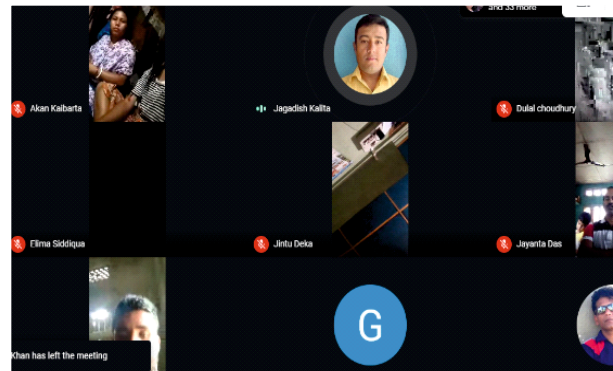 and 33 more
Akan Kaibarta
Jagadish Kalita
Dulal choudhury
Elima Siddiqua
Jintu Deka
Jayanta Das
G
Khan has left the meeting